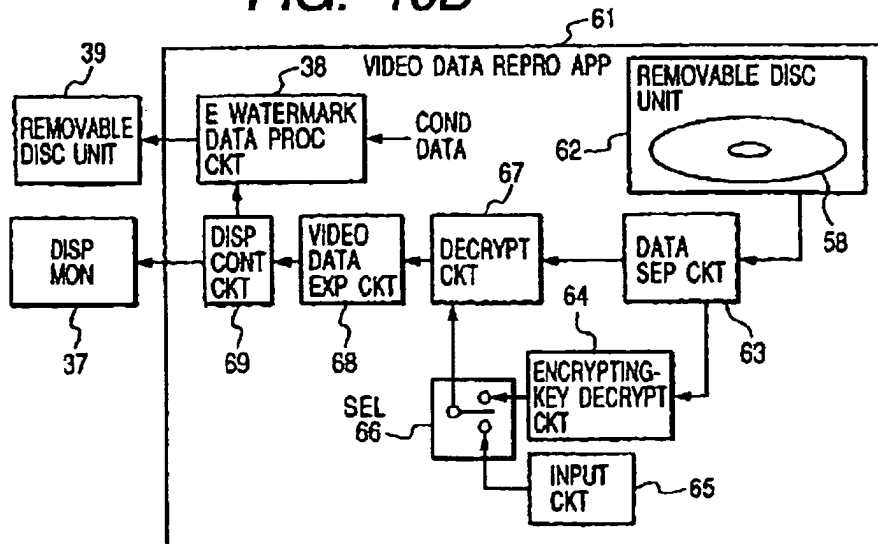 61
39
38
VIDEO DATA REPRO APP
REMOVABLE DISC
UNIT
REMOVABLE
DISC UNIT
E WATERMARK
DATA PROC
CKT
COND
DATA
62
67
58
DISP
MON
DISP
CONT
CKT
VIDEO
DATA
EXP CKT
DECRYPT
CKT
DATA
SEP CKT
64
63
37
69
68
ENCRYPTING-
KEY DECRYPT
CKT
SEL
66
INPUT
CKT
65